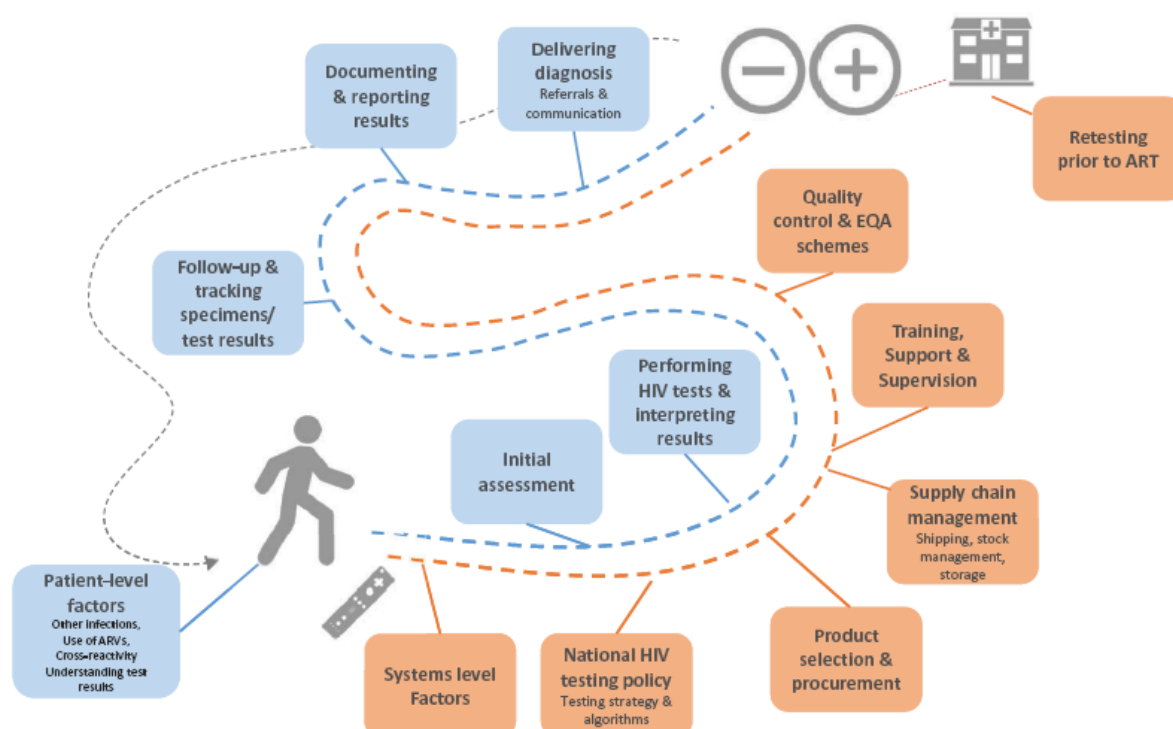 Documenting
& reporting
results
Delivering
diagnosis
Referrals &
communication
Retesting
prior to ART
Quality
control & EQA
schemes
Follow-up &
tracking
specimens/
test results
Training,
Support &
Supervision
Performing
HIV tests &
interpreting
results
Initial
assessment
Supply chain
management
Shipping, stock
management,
storage
Patient-level
factors
Other infections,
Use of ARVs,
Cross-reactivity
Understanding test
results
Systems level
Factors
National HIV
testing policy
Testing strategy &
algorithms
Product
selection &
procurement